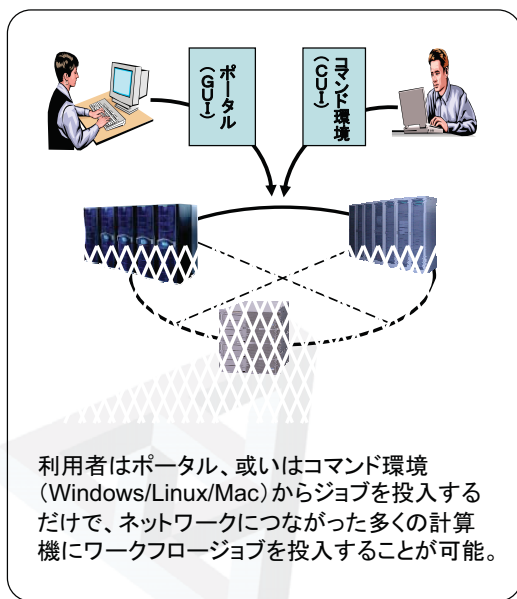 ポータル
(GUI)
コマンド環境
(CUI)
利用者はポータル、或いはコマンド環境
(Windows/Linux/Mac)からジョブを投入する
だけで、ネットワークにつながった多くの計算
機にワークフロージョブを投入することが可能。